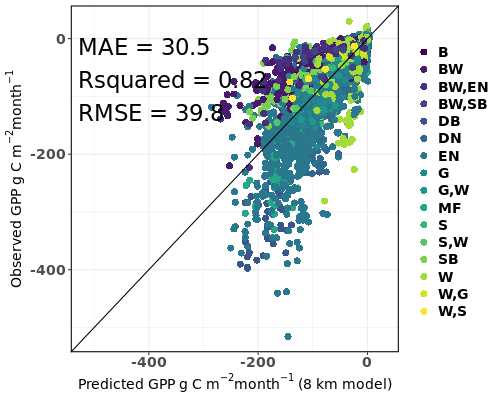 MAE = 30.5
Rsquared = 0.82
RMSE = 39.8
Observed GPP g C m⁻²month⁻¹
0
-200
-400
-400 -200 0
Predicted GPP g C m⁻²month⁻¹ (8 km model)
B
BW
BW,EN
BW,SB
DB
DN
EN
G
G,W
MF
S
S,W
SB
W
W,G
W,S